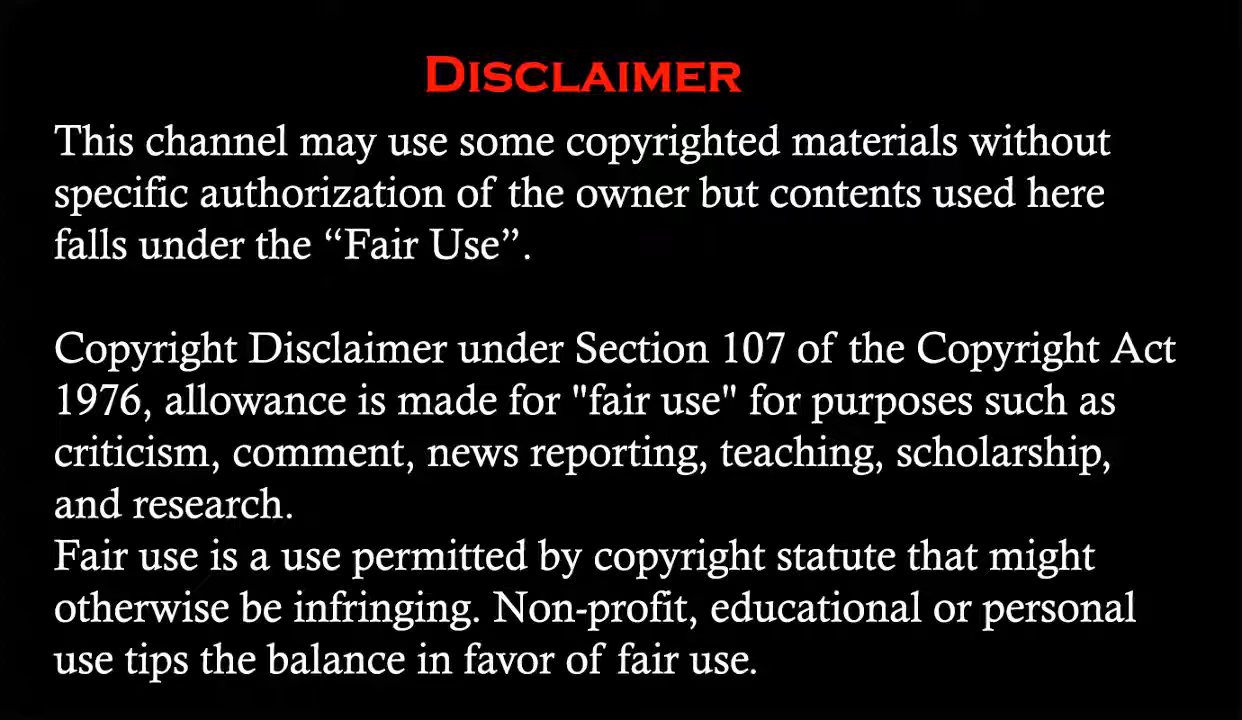 DISCLAIMER
This channel may use some copyrighted materials without
specific authorization of the owner but contents used here
falls under the “Fair Use”.
Copyright Disclaimer under Section 107 of the Copyright Act
1976, allowance is made for "fair use" for purposes such as
criticism, comment, news reporting, teaching, scholarship,
and research.
Fair use is a use permitted by copyright statute that might
otherwise be infringing. Non-profit, educational or personal
use tips the balance in favor of fair use.